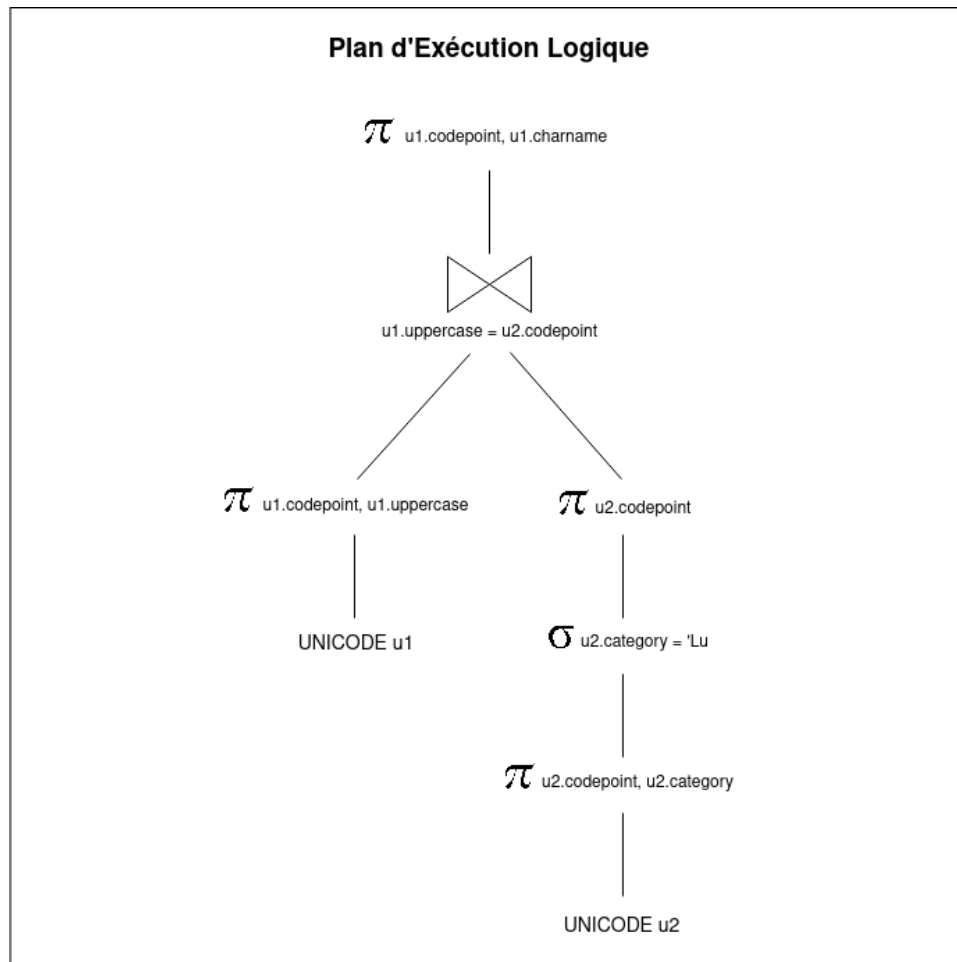 Plan d'Exécution Logique
π u1.codepoint, u1.charname
u1.uppercase = u2.codepoint
π u1.codepoint, u1.uppercase
π u2.codepoint
UNICODE u1
σ u2.category = 'Lu
π u2.codepoint, u2.category
UNICODE u2